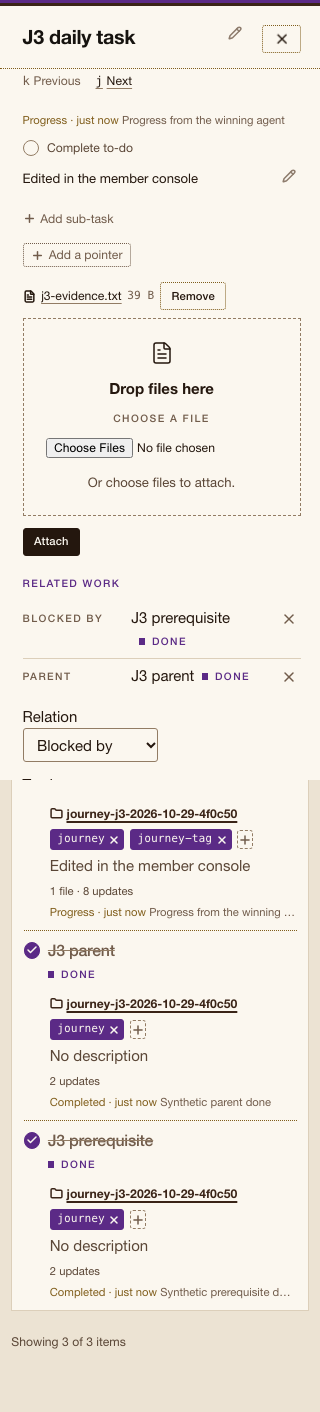 J3 daily task
k Previous j Next
Progress · just now Progress from the winning agent
Complete to-do
Edited in the member console
+ Add sub-task
+ Add a pointer
j3-evidence.txt 39 B Remove
Drop files here
CHOOSE A FILE
Choose Files No file chosen
Or choose files to attach.
Attach
RELATED WORK
BLOCKED BY J3 prerequisite
DONE
PARENT J3 parent DONE
Relation
Blocked by
journey-j3-2026-10-29-4f0c50
journey × journey-tag × +
Edited in the member console
1 file · 8 updates
Progress · just now Progress from the winning …
J3 parent
DONE
journey-j3-2026-10-29-4f0c50
journey × +
No description
2 updates
Completed · just now Synthetic parent done
J3 prerequisite
DONE
journey-j3-2026-10-29-4f0c50
journey × +
No description
2 updates
Completed · just now Synthetic prerequisite d…
Showing 3 of 3 items